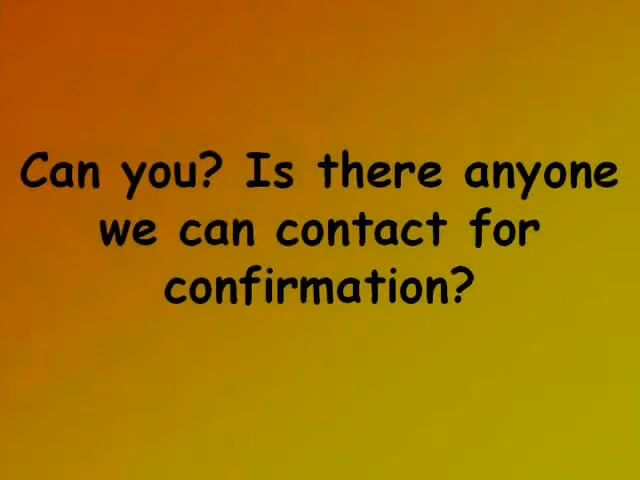 Can you? Is there anyone
we can contact for
confirmation?